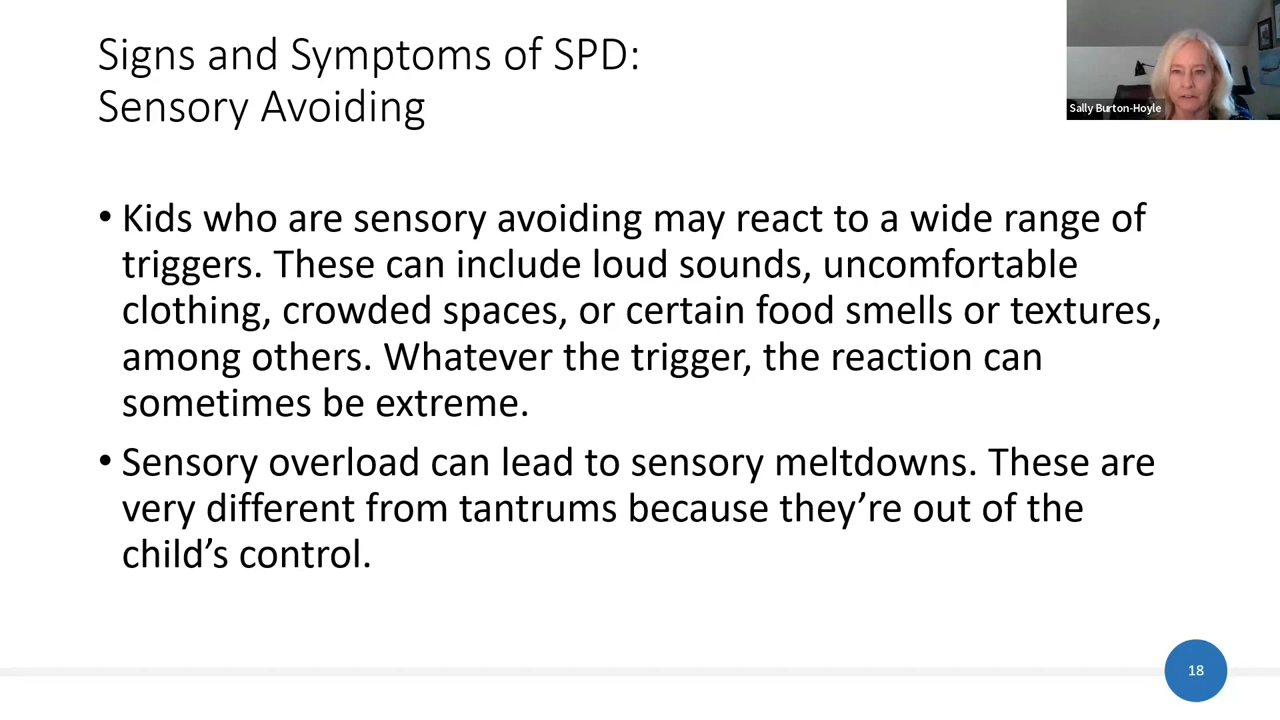 Signs and Symptoms of SPD:
Sensory Avoiding
Sally Burton-Hoyle
• Kids who are sensory avoiding may react to a wide range of
triggers. These can include loud sounds, uncomfortable
clothing, crowded spaces, or certain food smells or textures,
among others. Whatever the trigger, the reaction can
sometimes be extreme.
• Sensory overload can lead to sensory meltdowns. These are
very different from tantrums because they’re out of the
child’s control.
18